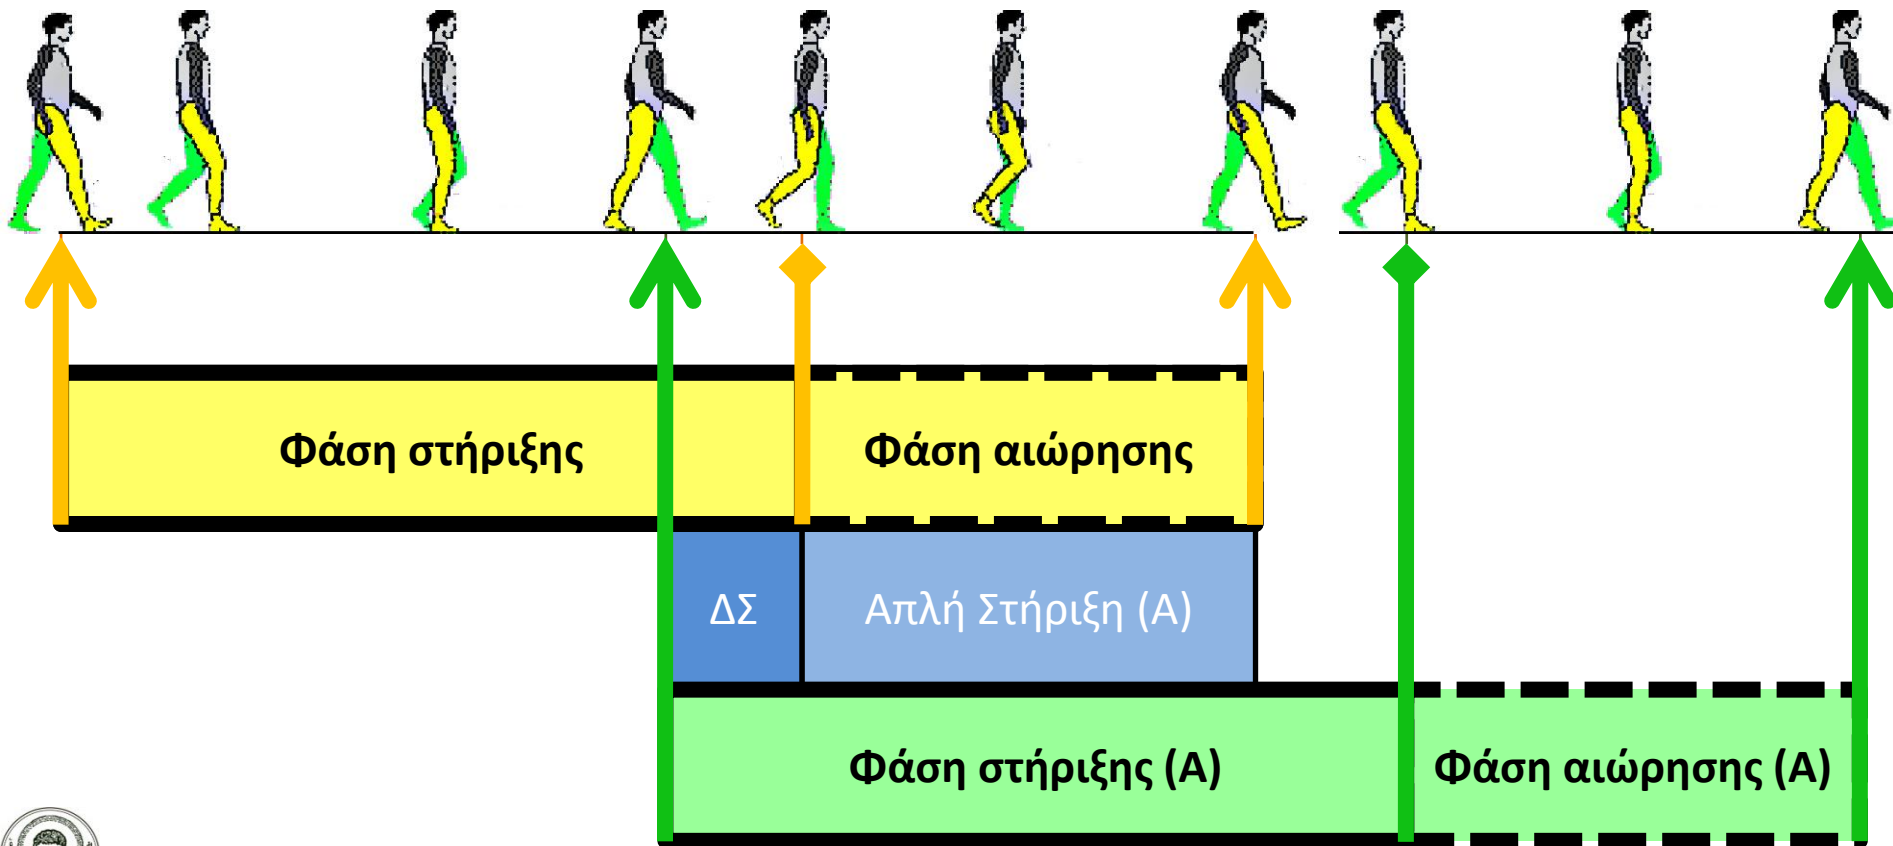 Φάση στήριξης
Φάση αιώρησης
ΔΣ
Απλή Στήριξη (Α)
Φάση στήριξης (Α)
Φάση αιώρησης (Α)